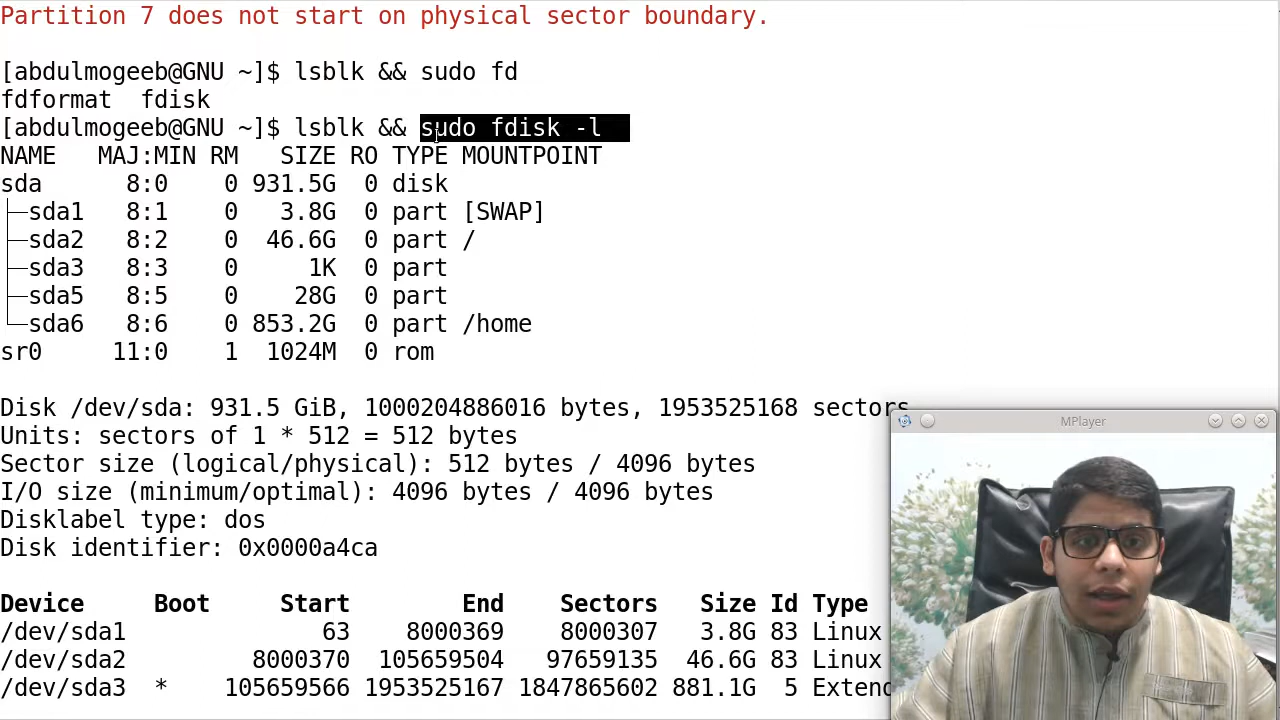 Partition 7 does not start on physical sector boundary.
[abdulmogeeb@GNU ~]$ lsblk && sudo fd
fdformat  fdisk
[abdulmogeeb@GNU ~]$ lsblk && sudo fdisk -l
NAME   MAJ:MIN RM   SIZE RO TYPE MOUNTPOINT
sda      8:0    0 931.5G  0 disk
├─sda1   8:1    0   3.8G  0 part [SWAP]
├─sda2   8:2    0  46.6G  0 part /
├─sda3   8:3    0     1K  0 part
├─sda5   8:5    0    28G  0 part
└─sda6   8:6    0 853.2G  0 part /home
sr0     11:0    1  1024M  0 rom
Disk /dev/sda: 931.5 GiB, 1000204886016 bytes, 1953525168 sectors
Units: sectors of 1 * 512 = 512 bytes
MPlayer
Sector size (logical/physical): 512 bytes / 4096 bytes
I/O size (minimum/optimal): 4096 bytes / 4096 bytes
Disklabel type: dos
Disk identifier: 0x0000a4ca
Device     Boot     Start        End    Sectors   Size Id Type
/dev/sda1              63    8000369    8000307   3.8G 83 Linux
/dev/sda2         8000370  105659504   97659135  46.6G 83 Linux
/dev/sda3  *    105659566 1953525167 1847865602 881.1G  5 Extend